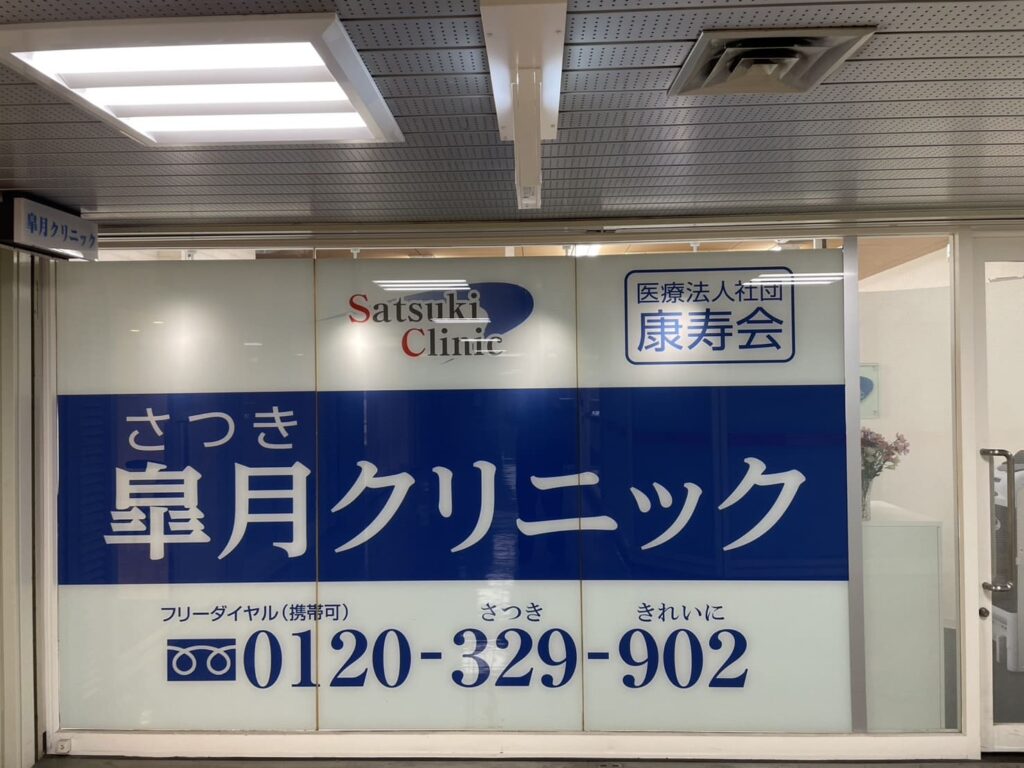 皐月クリニック
Satsuki
Clinic
医療法人社団
康寿会
さつき
皐月クリニック
フリーダイヤル(携帯可) さつき きれいに
0120-329-902